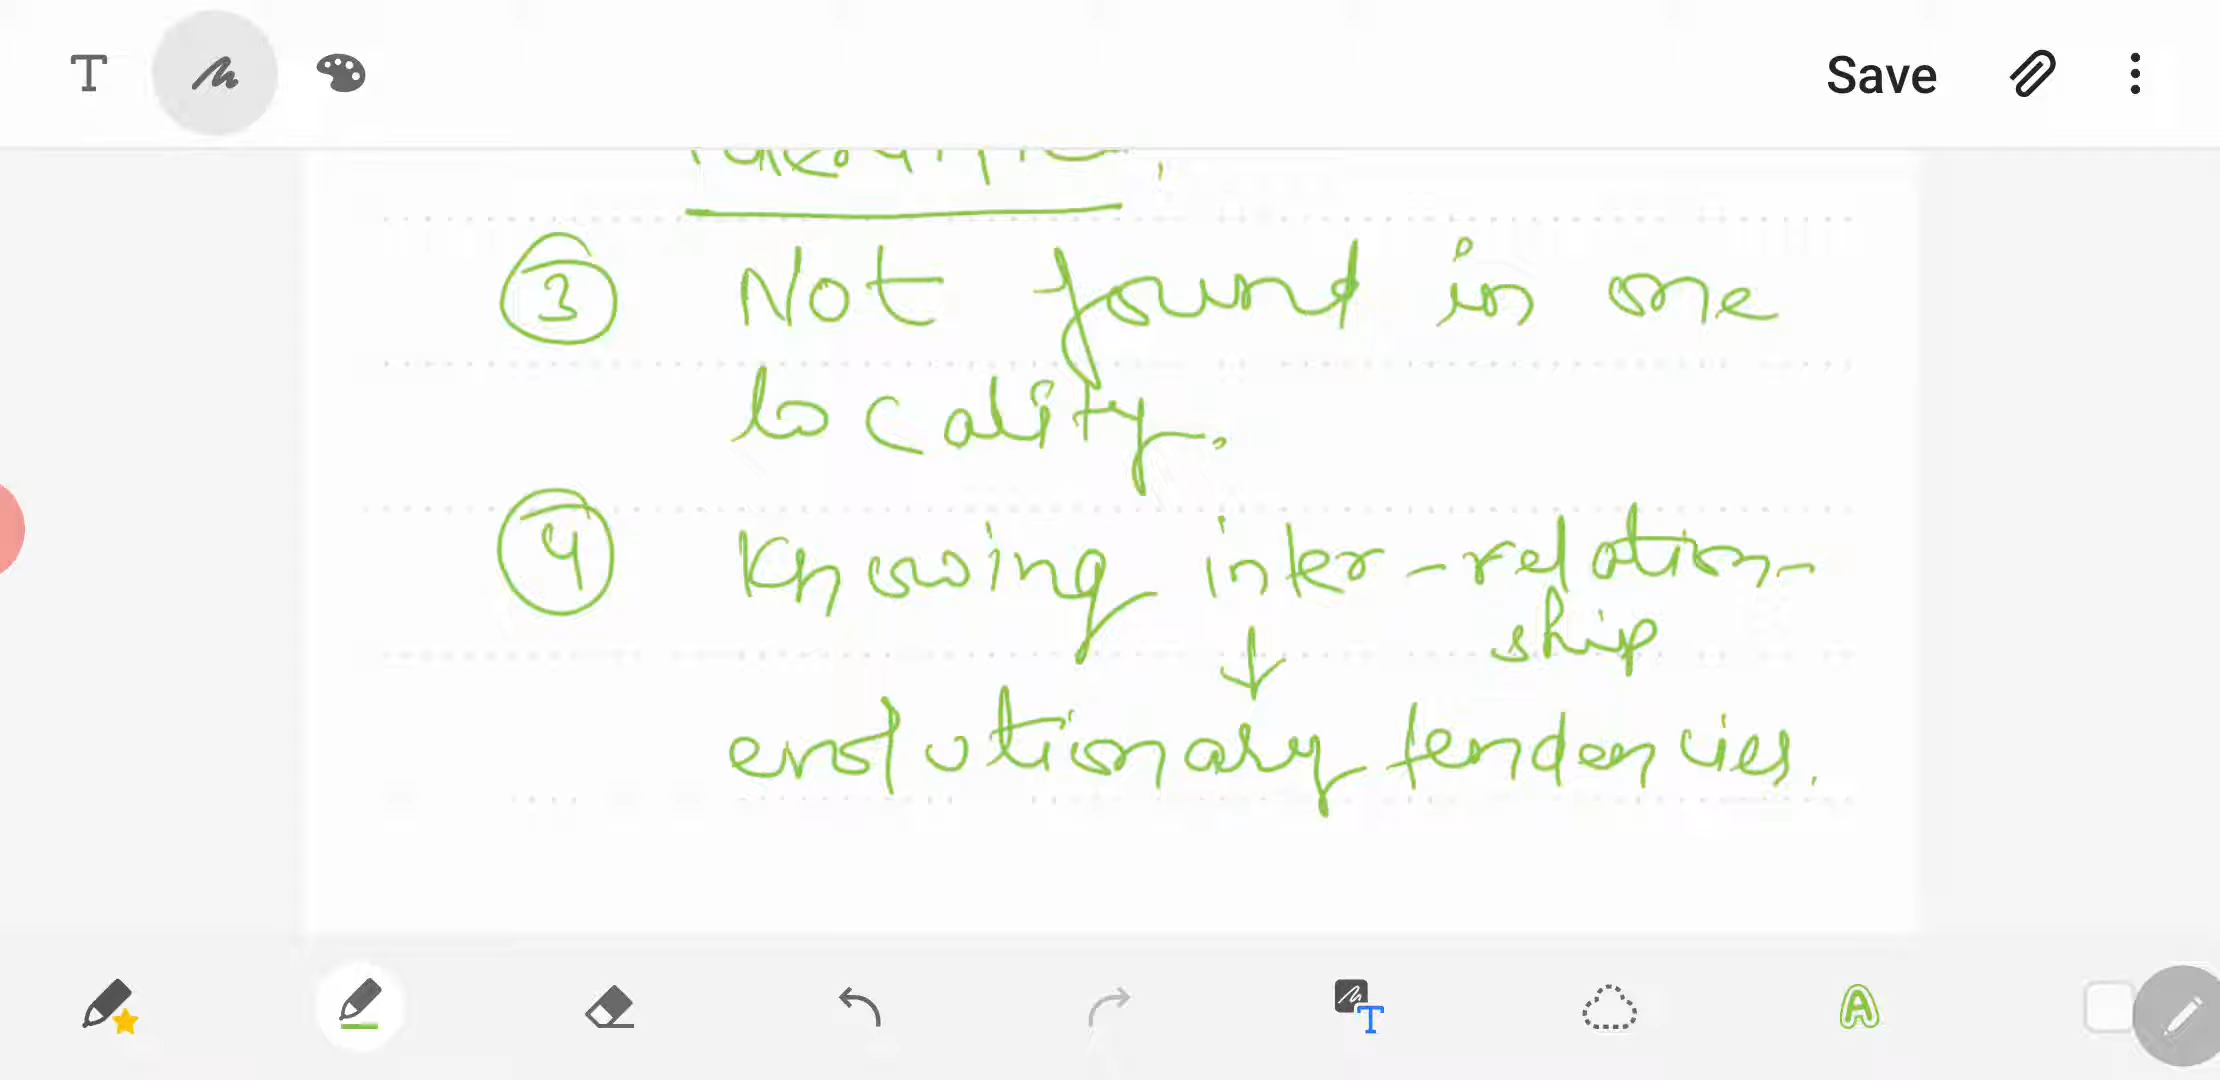 T Save
③ Not found in one
locality.
④ Knowing inter-relation-
ship
↓
evolutionary tendencies.
T A